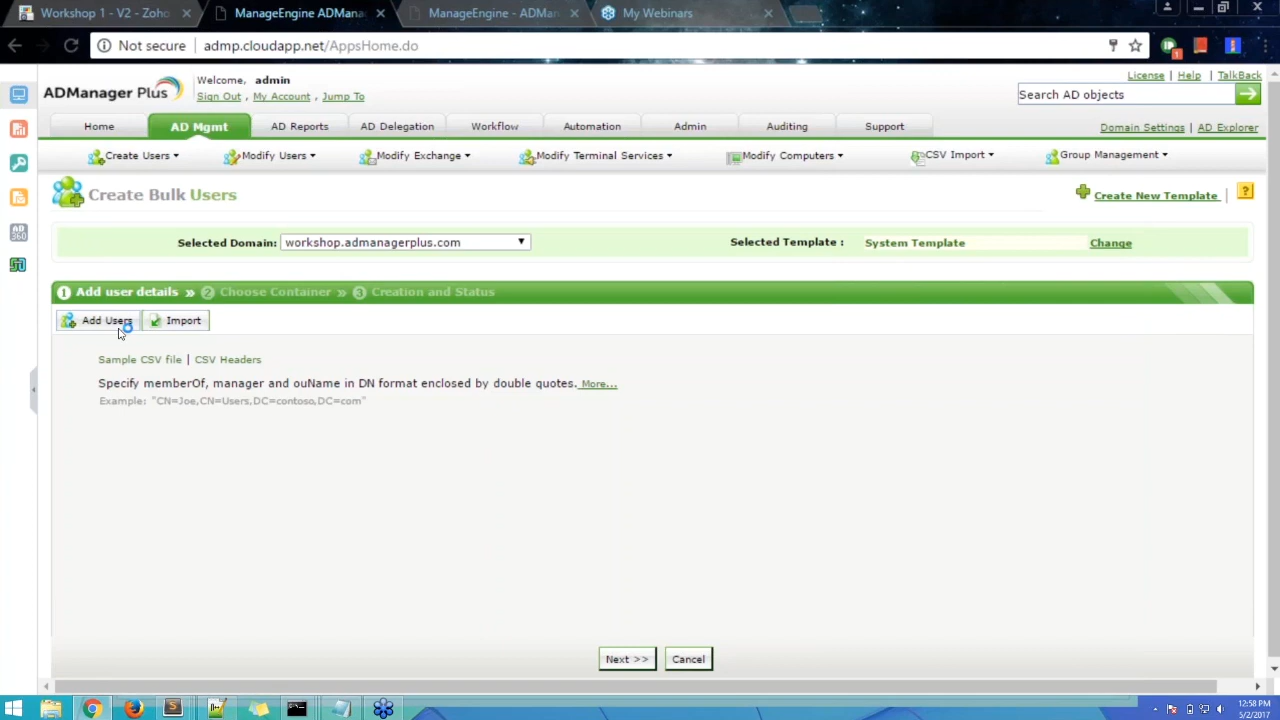 Workshop 1 - V2 - Zoho
ManageEngine ADMana
ManageEngine - ADMan
My Webinars
Not secure | admp.cloudapp.net/AppsHome.do
License | Help | TalkBack
ADManager Plus
Welcome, admin
Sign Out , My Account , Jump To
Search AD objects
Home AD Mgmt AD Reports AD Delegation Workflow Automation Admin Auditing Support
Domain Settings | AD Explorer
Create Users Modify Users Modify Exchange Modify Terminal Services Modify Computers CSV Import Group Management
Create Bulk Users
Create New Template | ?
Selected Domain: workshop.admanagerplus.com
Selected Template : System Template Change
1 Add user details » 2 Choose Container » 3 Creation and Status
Add Users Import
Sample CSV file | CSV Headers
Specify memberOf, manager and ouName in DN format enclosed by double quotes. More...
Example: "CN=Joe,CN=Users,DC=contoso,DC=com"
Next >> Cancel
12:58 PM
5/2/2017